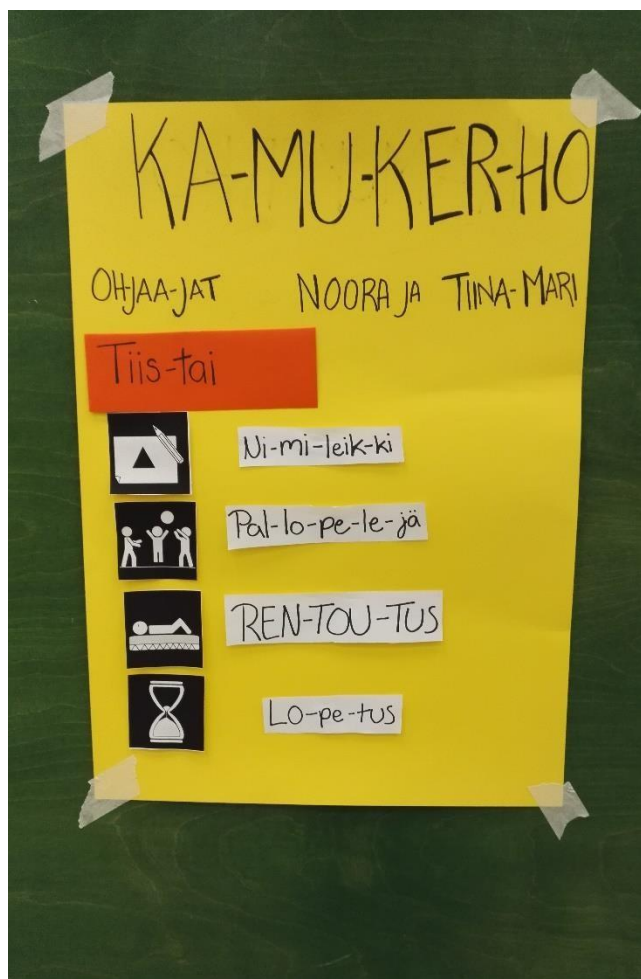 KA-MU-KER-HO
OHJAA-JAT NOORA JA TIINA-MARI
Tiis-tai
Ni-mi-leik-ki
Pal-lo-pe-le-jä
REN-TOU-TUS
Lo-pe-tus